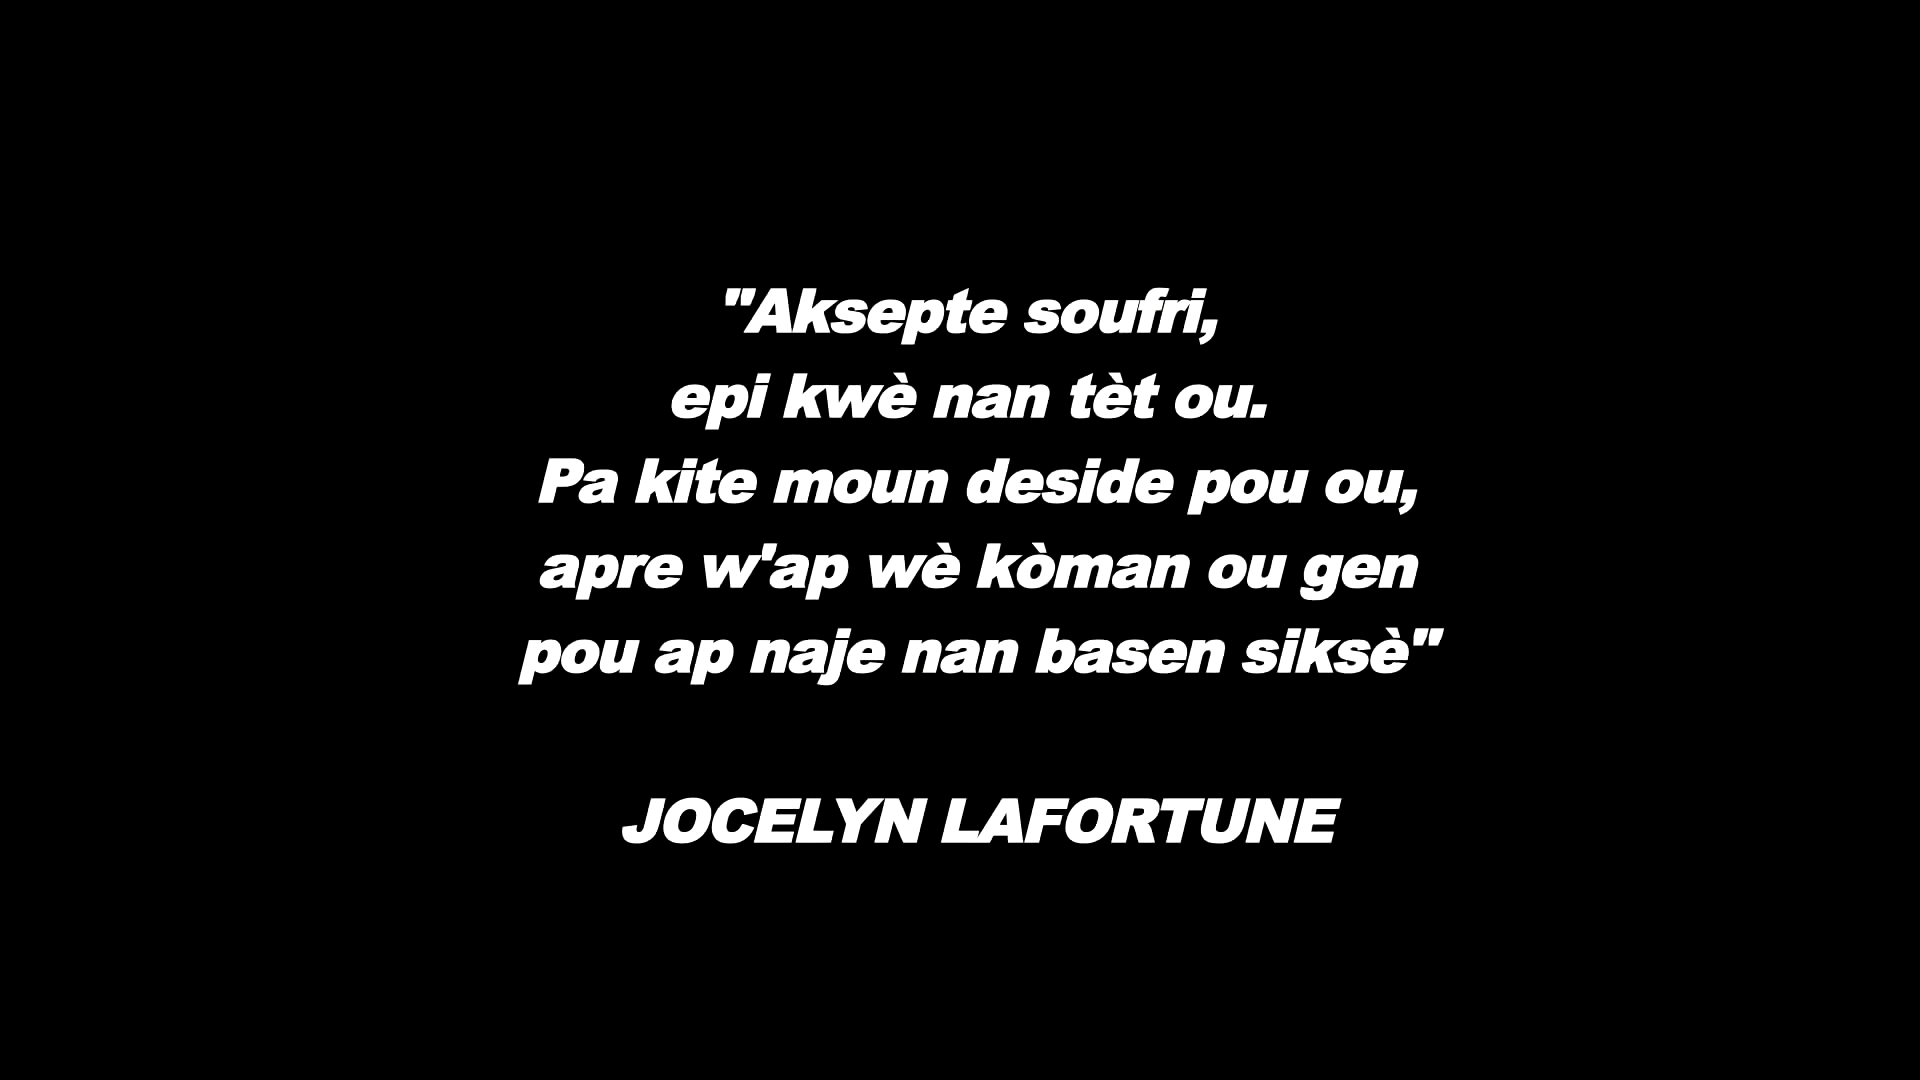 "Aksepte soufri,
epi kwè nan tèt ou.
Pa kite moun deside pou ou,
apre w'ap wè kòman ou gen
pou ap naje nan basen siksè"
JOCELYN LAFORTUNE